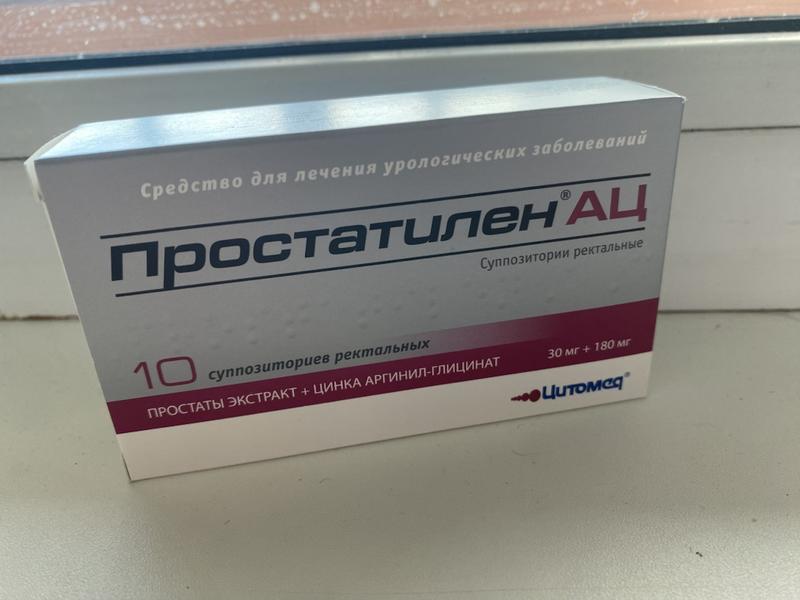 Средство для лечения урологических заболеваний
Простатилен® АЦ
Суппозитории ректальные
10 суппозиториев ректальных
ПРОСТАТЫ ЭКСТРАКТ + ЦИНКА АРГИНИЛ-ГЛИЦИНАТ 30 мг + 180 мг
Цитомед®